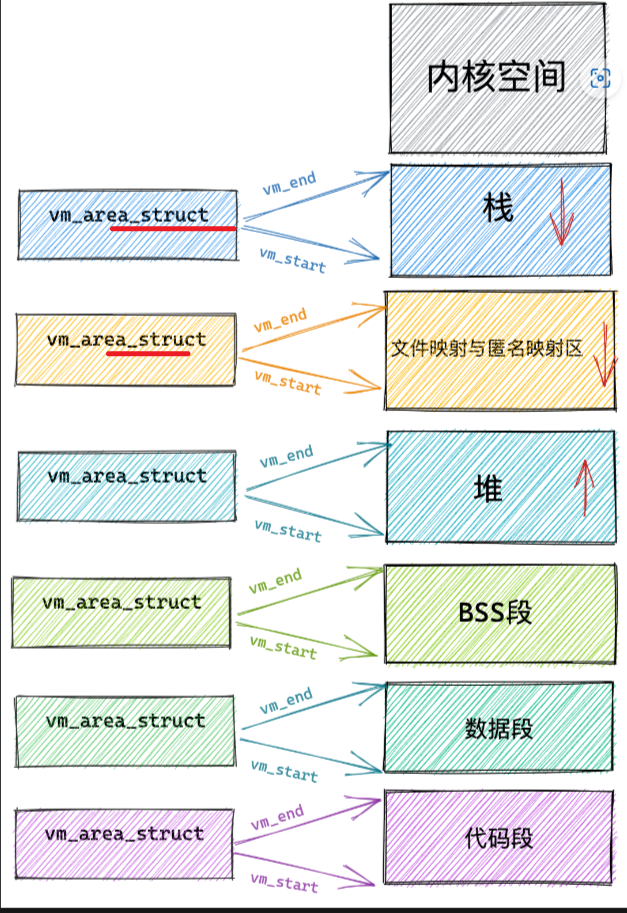 内核空间
vm_end
vm_area_struct
栈
vm_start
vm_end
vm_area_struct
文件映射与匿名映射区
vm_start
vm_end
vm_area_struct
堆
vm_start
vm_end
vm_area_struct
BSS段
vm_start
vm_end
vm_area_struct
数据段
vm_start
vm_end
vm_area_struct
代码段
vm_start